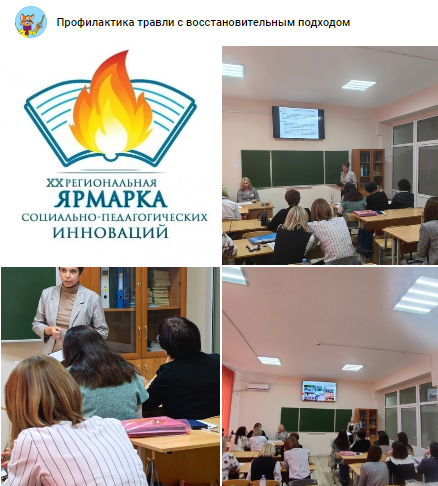 Профилактика травли с восстановительным подходом
XX РЕГИОНАЛЬНАЯ
ЯРМАРКА
СОЦИАЛЬНО-ПЕДАГОГИЧЕСКИХ
ИННОВАЦИЙ